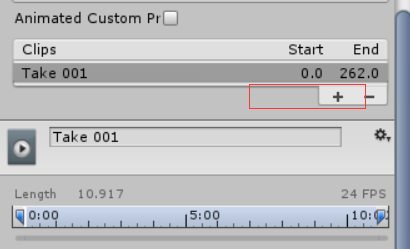 Animated Custom Pr
Clips Start End
Take 001 0.0 262.0
+ −
Take 001
Length 10.917 24 FPS
0:00 5:00 10:0